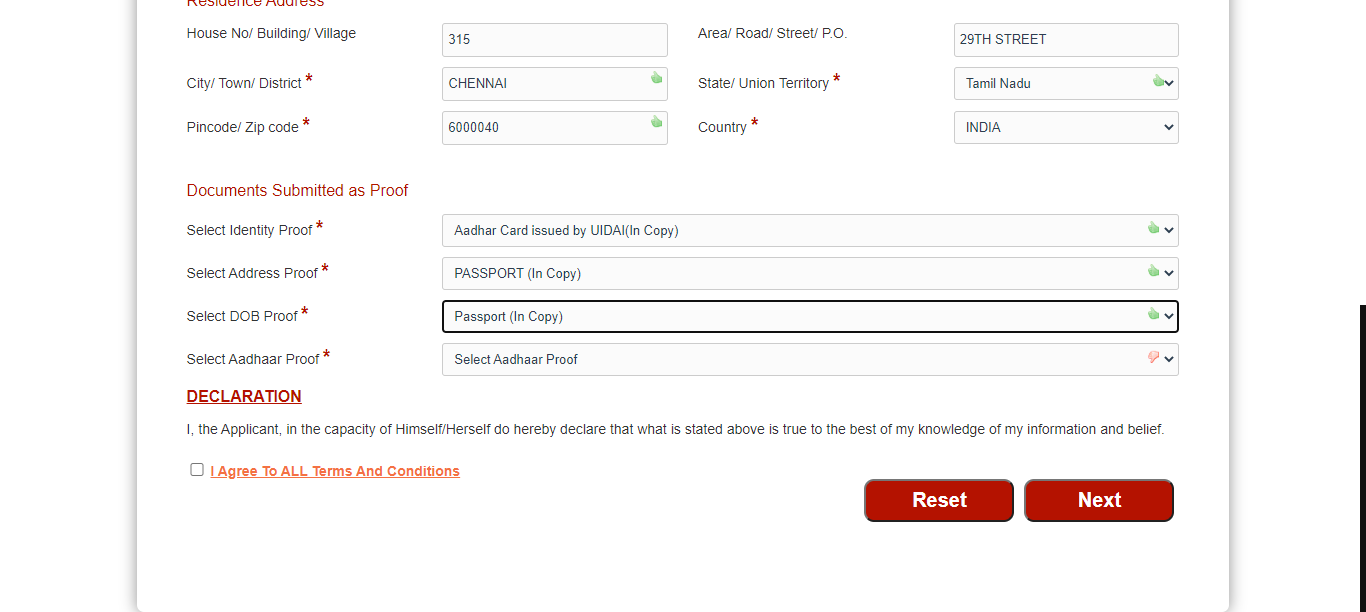 Residence Address
House No/ Building/ Village 315 Area/ Road/ Street/ P.O. 29TH STREET
City/ Town/ District * CHENNAI State/ Union Territory * Tamil Nadu
Pincode/ Zip code * 6000040 Country * INDIA
Documents Submitted as Proof
Select Identity Proof * Aadhar Card issued by UIDAI(In Copy)
Select Address Proof * PASSPORT (In Copy)
Select DOB Proof * Passport (In Copy)
Select Aadhaar Proof * Select Aadhaar Proof
DECLARATION
I, the Applicant, in the capacity of Himself/Herself do hereby declare that what is stated above is true to the best of my knowledge of my information and belief.
I Agree To ALL Terms And Conditions
Reset Next